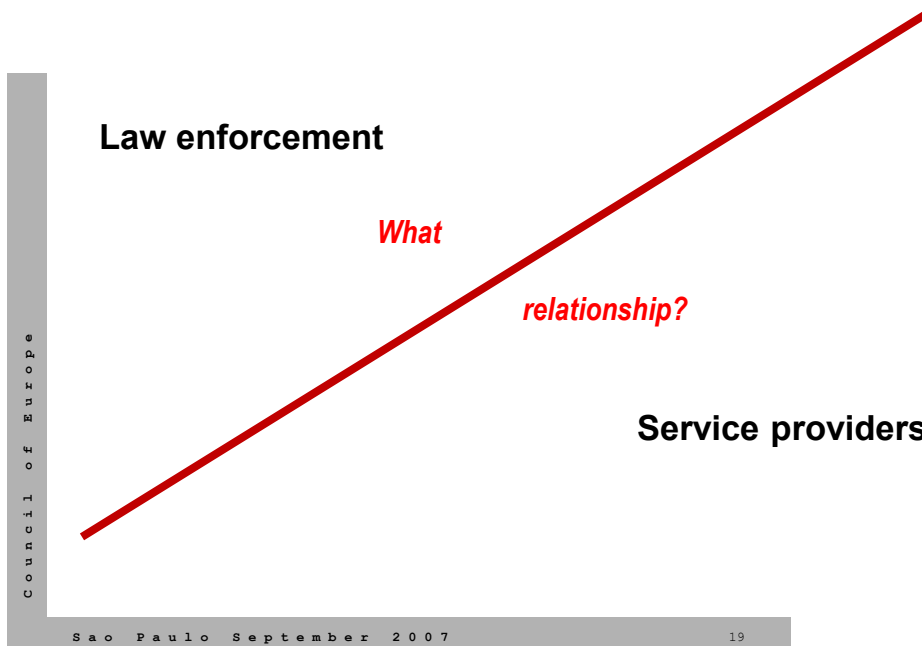 Law enforcement
What
relationship?
Service providers
Council of Europe
Sao Paulo September 2007
19